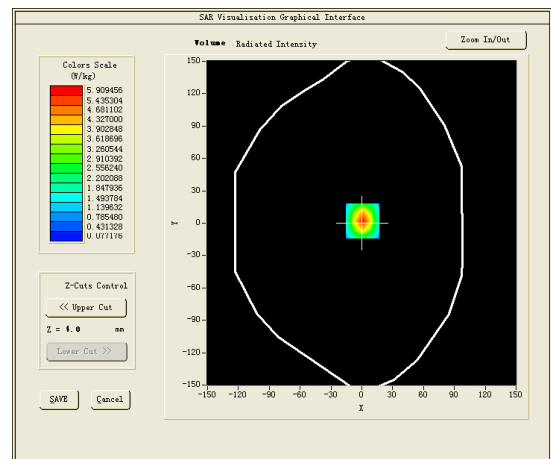 SAR Visualisation Graphical Interface
Volume Radiated Intensity
Zoom In/Out
Colors Scale
(W/kg)
5.909456
5.435304
4.681102
4.327000
3.902848
3.618696
3.260544
2.910392
2.556240
2.202088
1.847936
1.493784
1.139632
0.785480
0.431328
0.077176
Z-Cuts Control
<< Upper Cut
Z = 4.0 mm
Lower Cut >>
SAVE
Cancel
150
120
90
60
30
0
-30
-60
-90
-120
-150
Y
-150 -120 -90 -60 -30 0 30 60 90 120 150
X